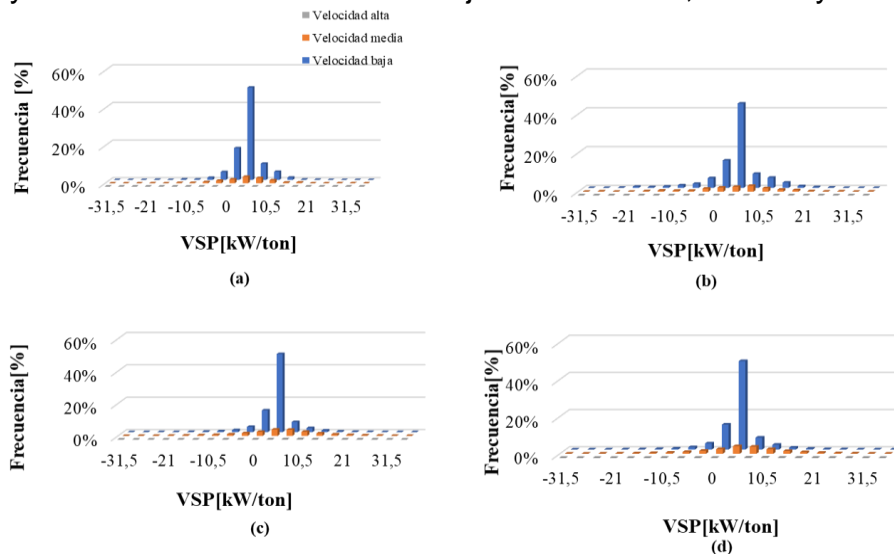 Velocidad alta
Velocidad media
Velocidad baja
Frecuencia [%]
60%
40%
20%
0%
-31,5 -21 -10,5 0 10,5 21 31,5
VSP[kW/ton]
(a)
Frecuencia[%]
60%
40%
20%
0%
-31,5 -21 -10,5 0 10,5 21 31,5
VSP[kW/ton]
(b)
Frecuencia[%]
60%
40%
20%
0%
-31,5 -21 -10,5 0 10,5 21 31,5
VSP[kW/ton]
(c)
Frecuencia[%]
60%
40%
20%
0%
-31,5 -21 -10,5 0 10,5 21 31,5
VSP[kW/ton]
(d)